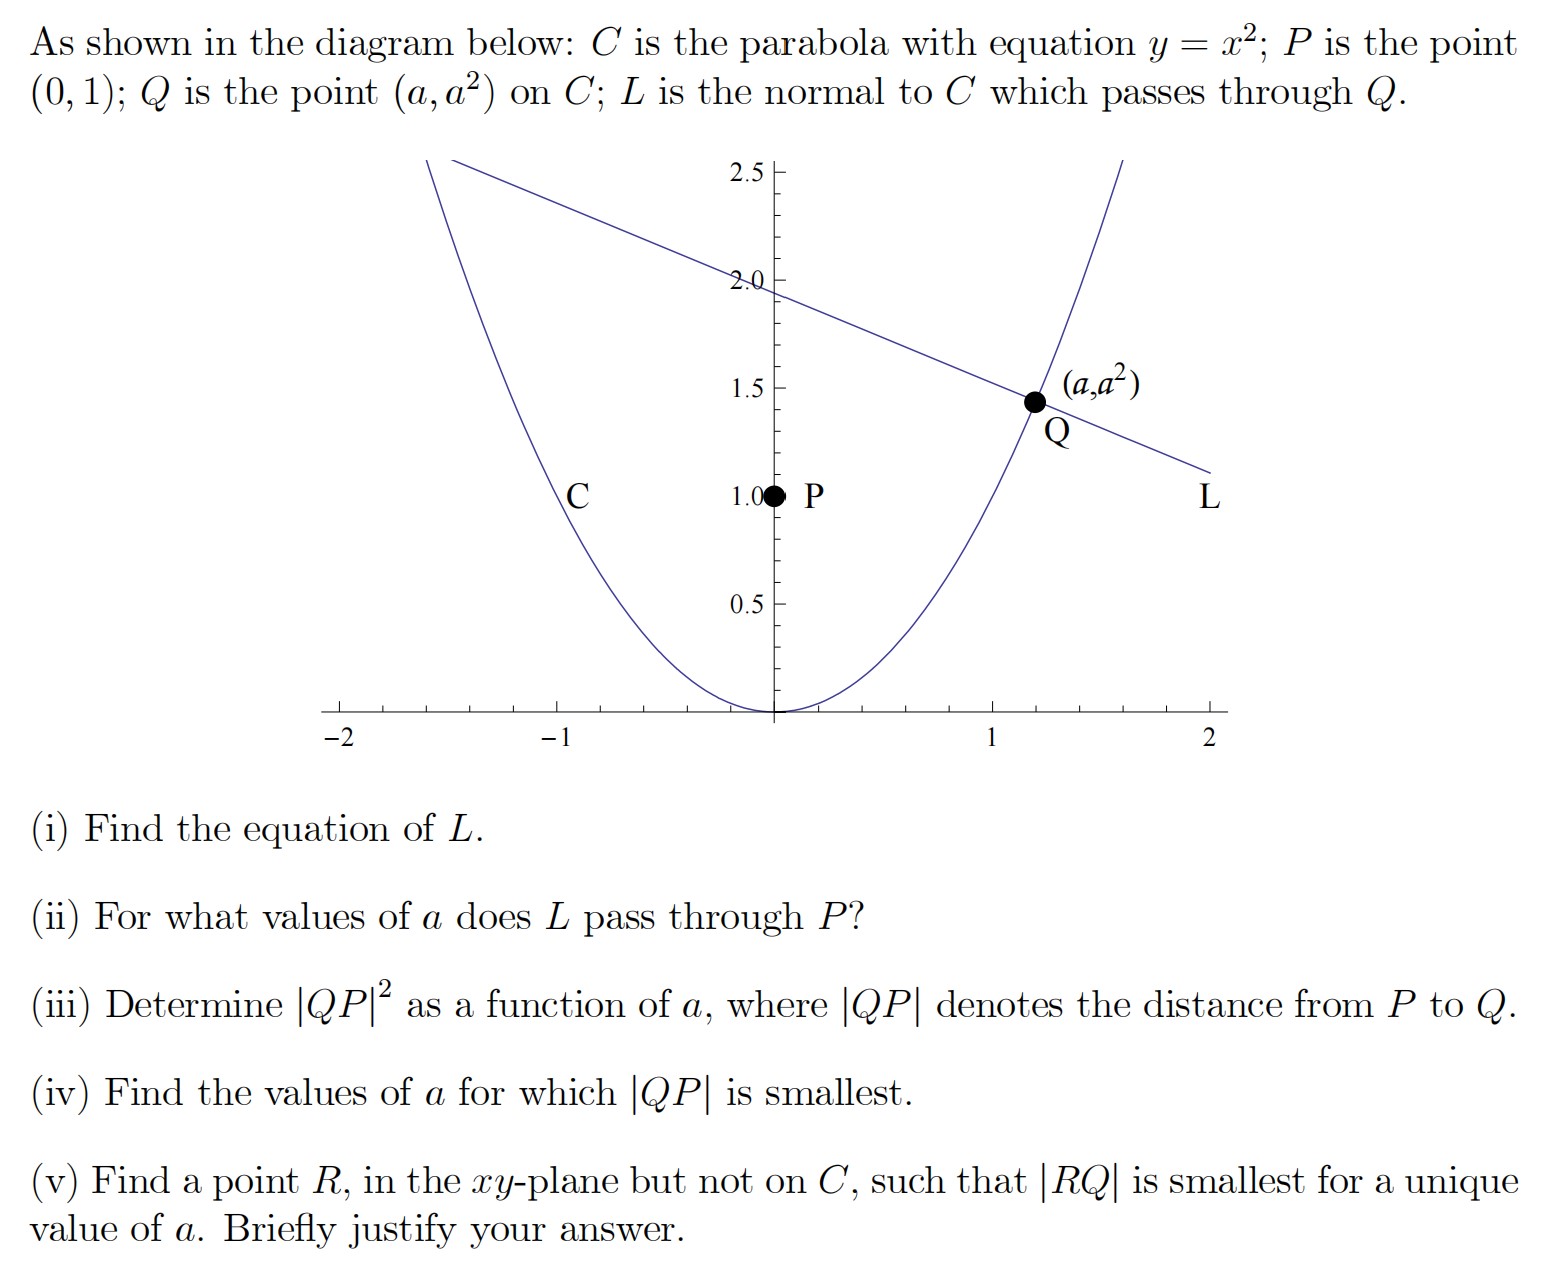 As shown in the diagram below: C is the parabola with equation y = x²; P is the point
(0, 1); Q is the point (a, a²) on C; L is the normal to C which passes through Q.
2.5
2.0
1.5
(a,a²)
Q
C
1.0
P
L
0.5
−2
−1
1
2
(i) Find the equation of L.
(ii) For what values of a does L pass through P?
(iii) Determine |QP|² as a function of a, where |QP| denotes the distance from P to Q.
(iv) Find the values of a for which |QP| is smallest.
(v) Find a point R, in the xy-plane but not on C, such that |RQ| is smallest for a unique
value of a. Briefly justify your answer.